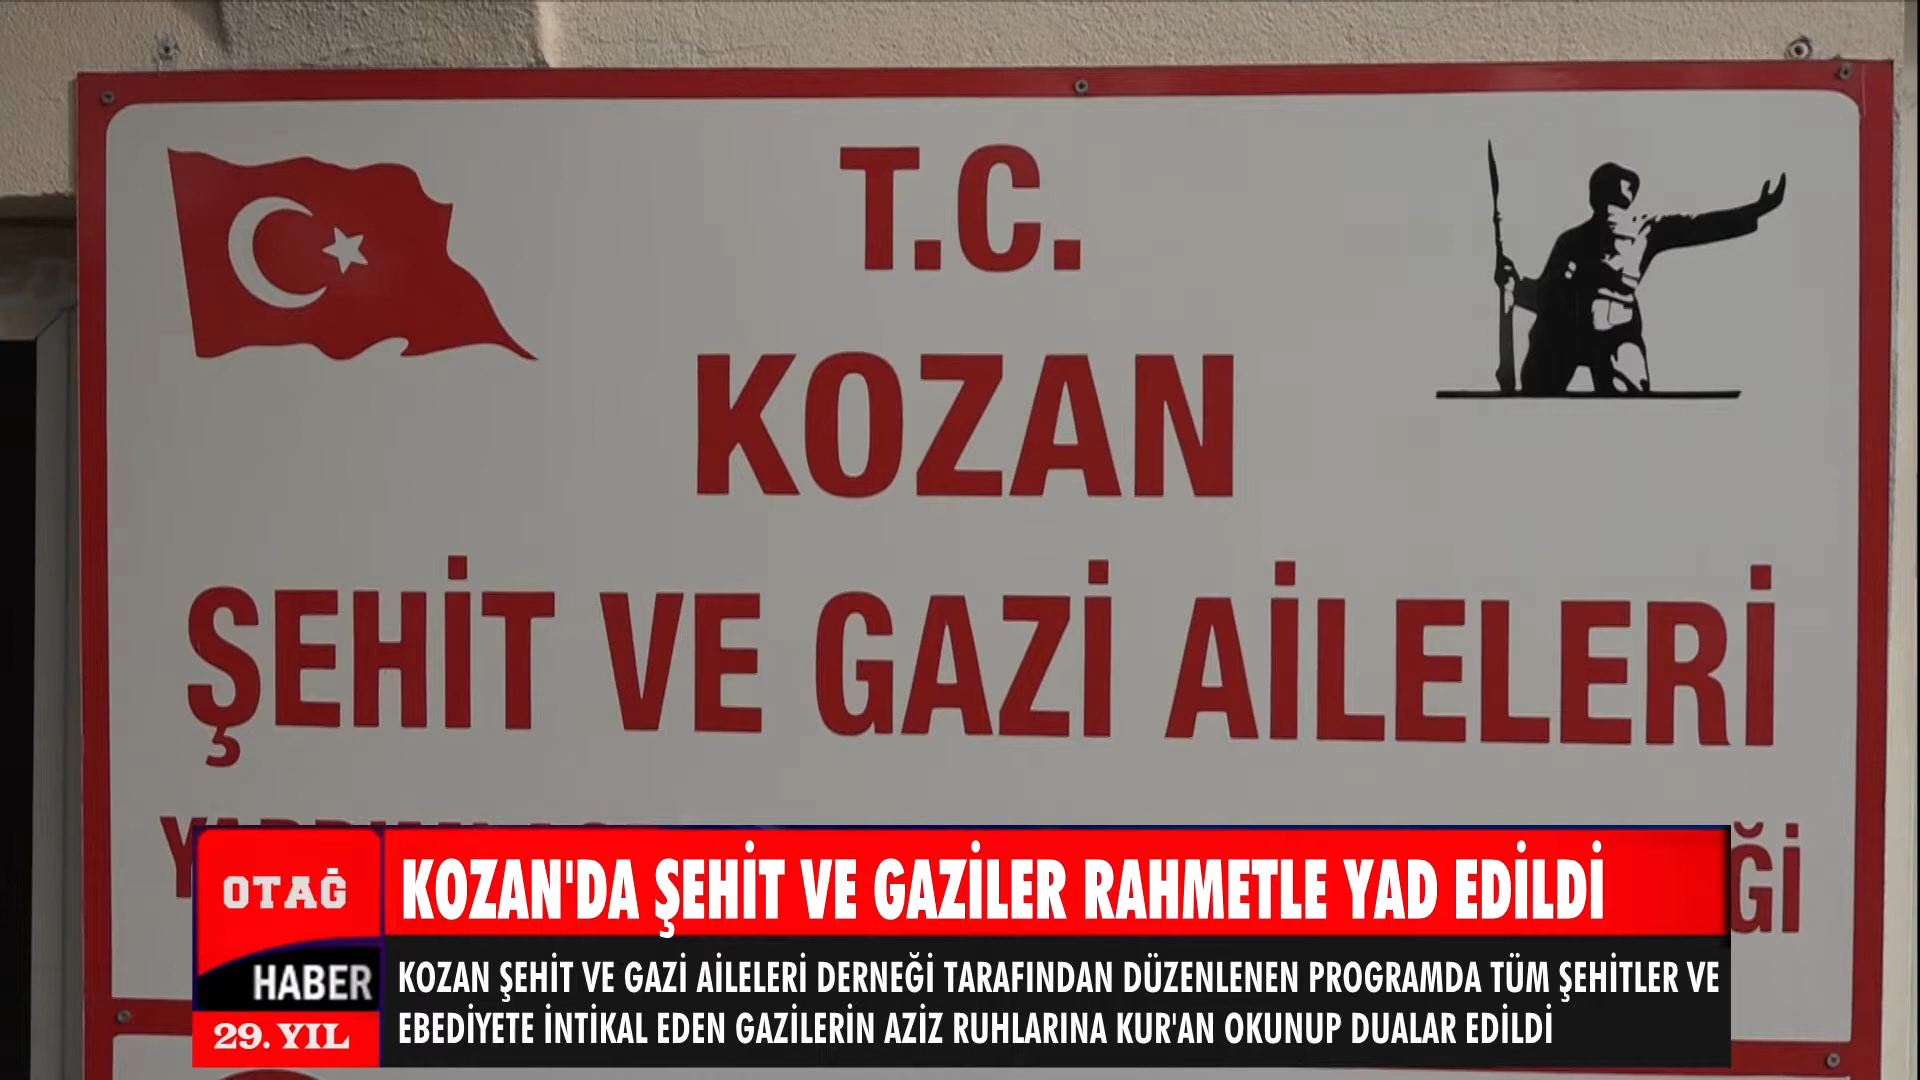 T.C.
KOZAN
ŞEHİT VE GAZİ AİLELERİ
OTAĞ
HABER
29. YIL
KOZAN'DA ŞEHİT VE GAZİLER RAHMETLE YAD EDİLDİ
KOZAN ŞEHİT VE GAZİ AİLELERİ DERNEĞİ TARAFINDAN DÜZENLENEN PROGRAMDA TÜM ŞEHİTLER VE
EBEDİYETE İNTİKAL EDEN GAZİLERİN AZİZ RUHLARINA KUR'AN OKUNUP DUALAR EDİLDİ